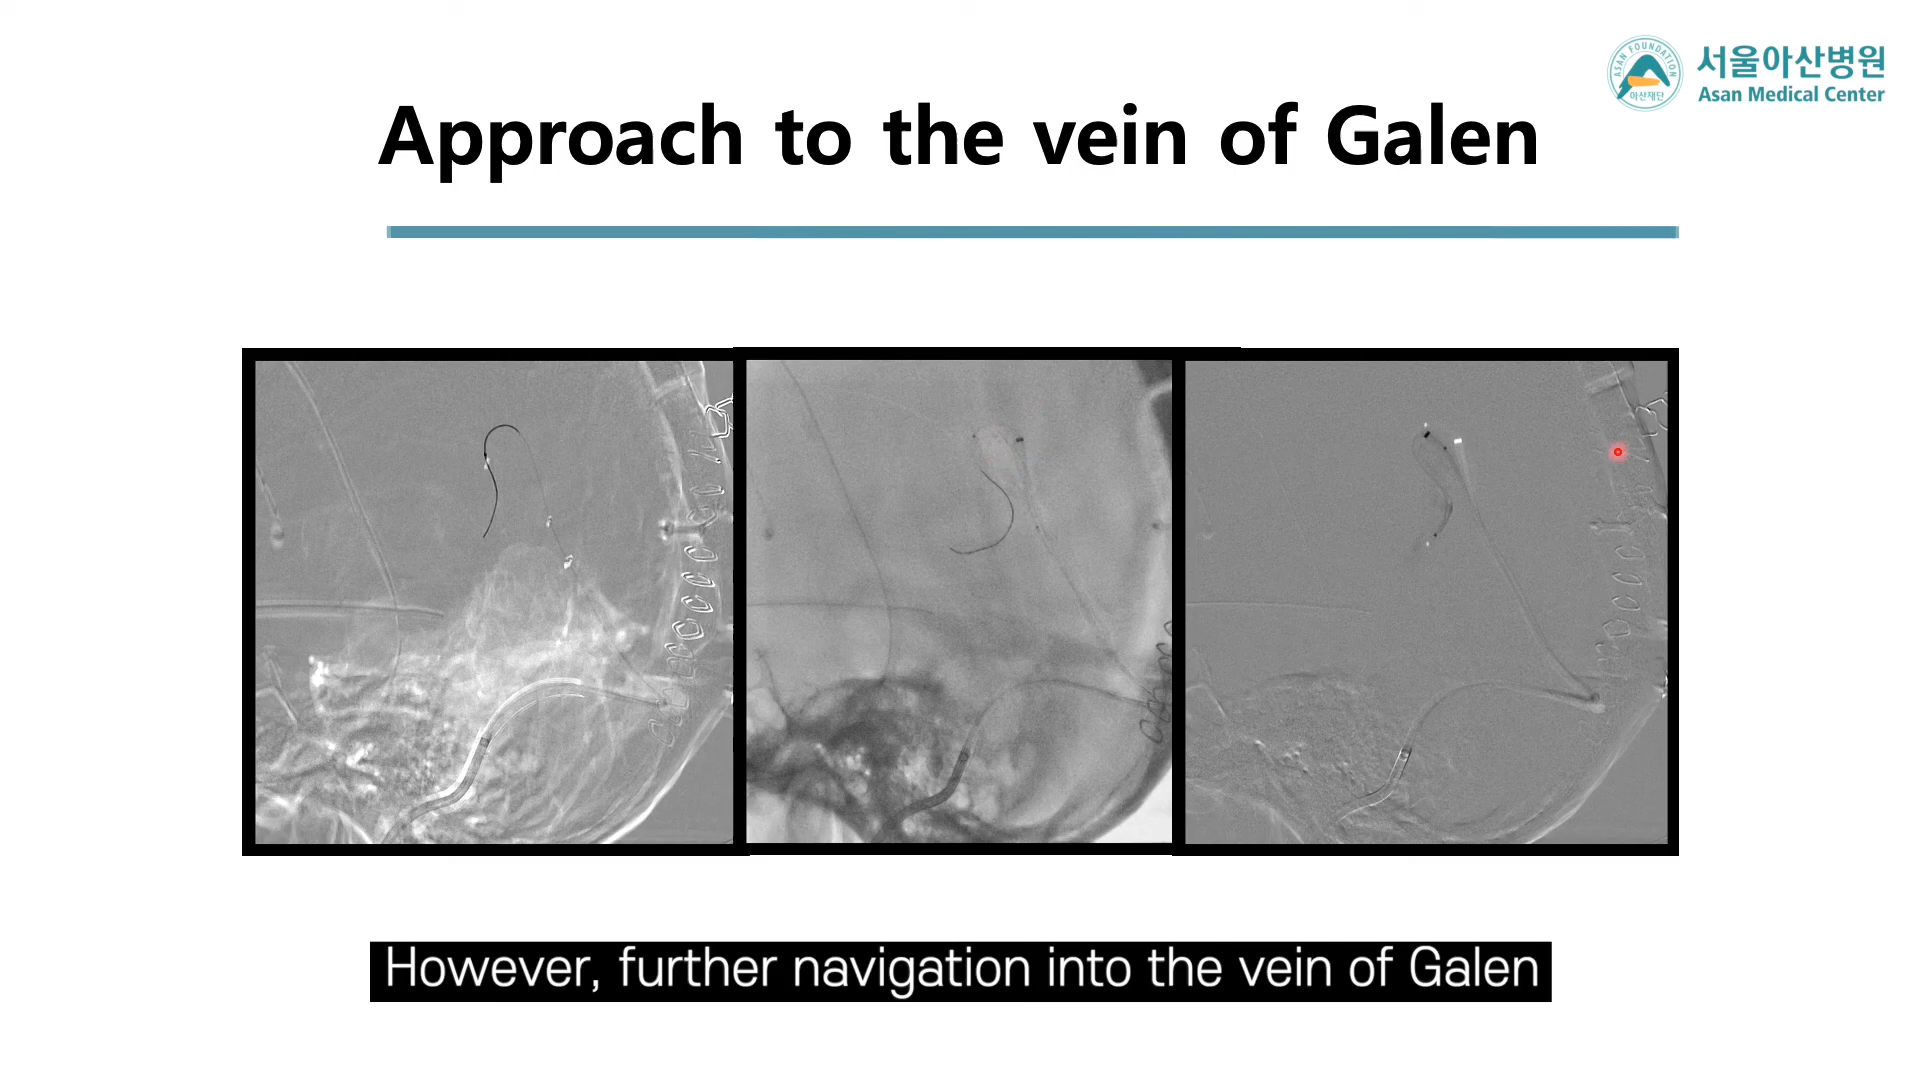 ASAN FOUNDATION
아산재단
서울아산병원
Asan Medical Center
Approach to the vein of Galen
However, further navigation into the vein of Galen